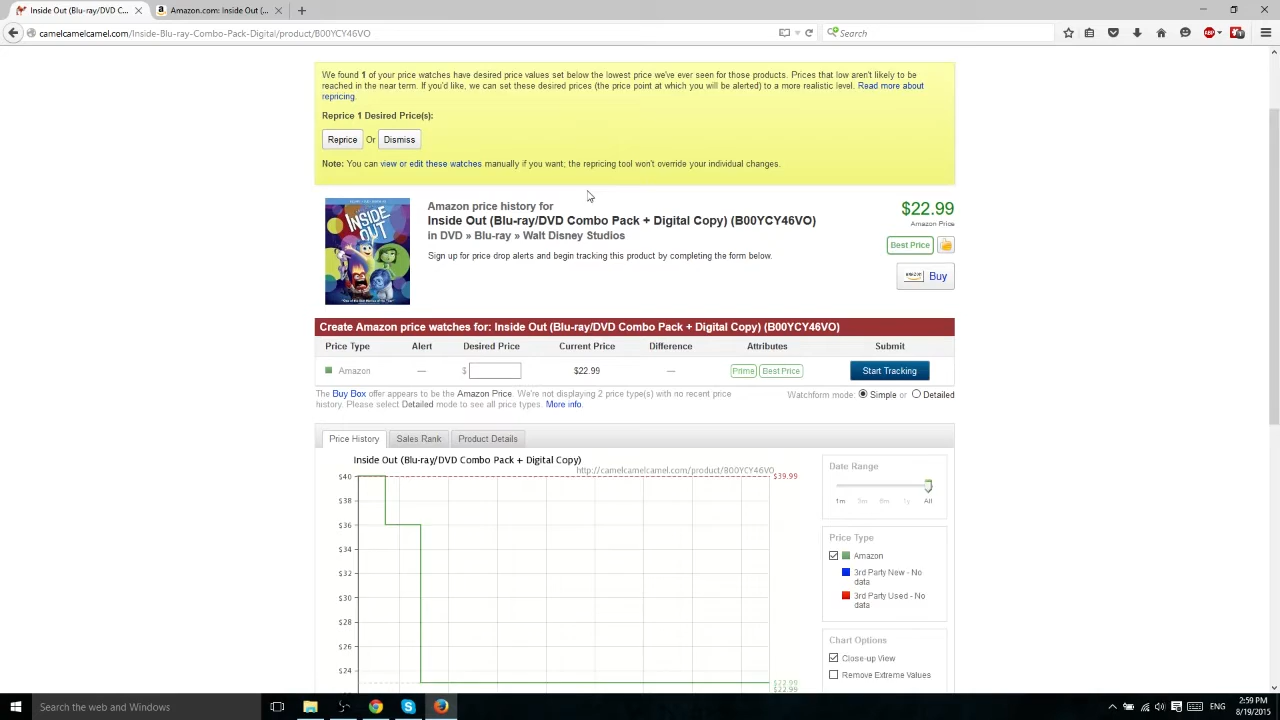 Inside Out (Blu-ray/DVD C...
Amazon.com: Inside Out (...
camelcamelcamel.com/Inside-Blu-ray-Combo-Pack-Digital/product/B00YCY46VO
Search
ABP
We found 1 of your price watches have desired price values set below the lowest price we've ever seen for those products. Prices that low aren't likely to be
reached in the near term. If you'd like, we can set these desired prices (the price point at which you will be alerted) to a more realistic level. Read more about
repricing.
Reprice 1 Desired Price(s):
Reprice Or Dismiss
Note: You can view or edit these watches manually if you want; the repricing tool won't override your individual changes.
INSIDE OUT
Amazon price history for
Inside Out (Blu-ray/DVD Combo Pack + Digital Copy) (B00YCY46VO)
in DVD » Blu-ray » Walt Disney Studios
Sign up for price drop alerts and begin tracking this product by completing the form below.
$22.99
Amazon Price
Best Price
amazon Buy
Create Amazon price watches for: Inside Out (Blu-ray/DVD Combo Pack + Digital Copy) (B00YCY46VO)
Price Type Alert Desired Price Current Price Difference Attributes Submit
Amazon — $ $22.99 — Prime Best Price Start Tracking
The Buy Box offer appears to be the Amazon Price. We're not displaying 2 price type(s) with no recent price
history. Please select Detailed mode to see all price types. More info.
Watchform mode: Simple or Detailed
Price History Sales Rank Product Details
Inside Out (Blu-ray/DVD Combo Pack + Digital Copy)
http://camelcamelcamel.com/product/B00YCY46VO
$40
$39.99
$38
$36
$34
$32
$30
$28
$26
$24
$22.99
$22.99
Date Range
1m 3m 6m 1y All
Price Type
Amazon
3rd Party New - No
data
3rd Party Used - No
data
Chart Options
Close-up View
Remove Extreme Values
Search the web and Windows
ENG
2:59 PM
8/19/2015